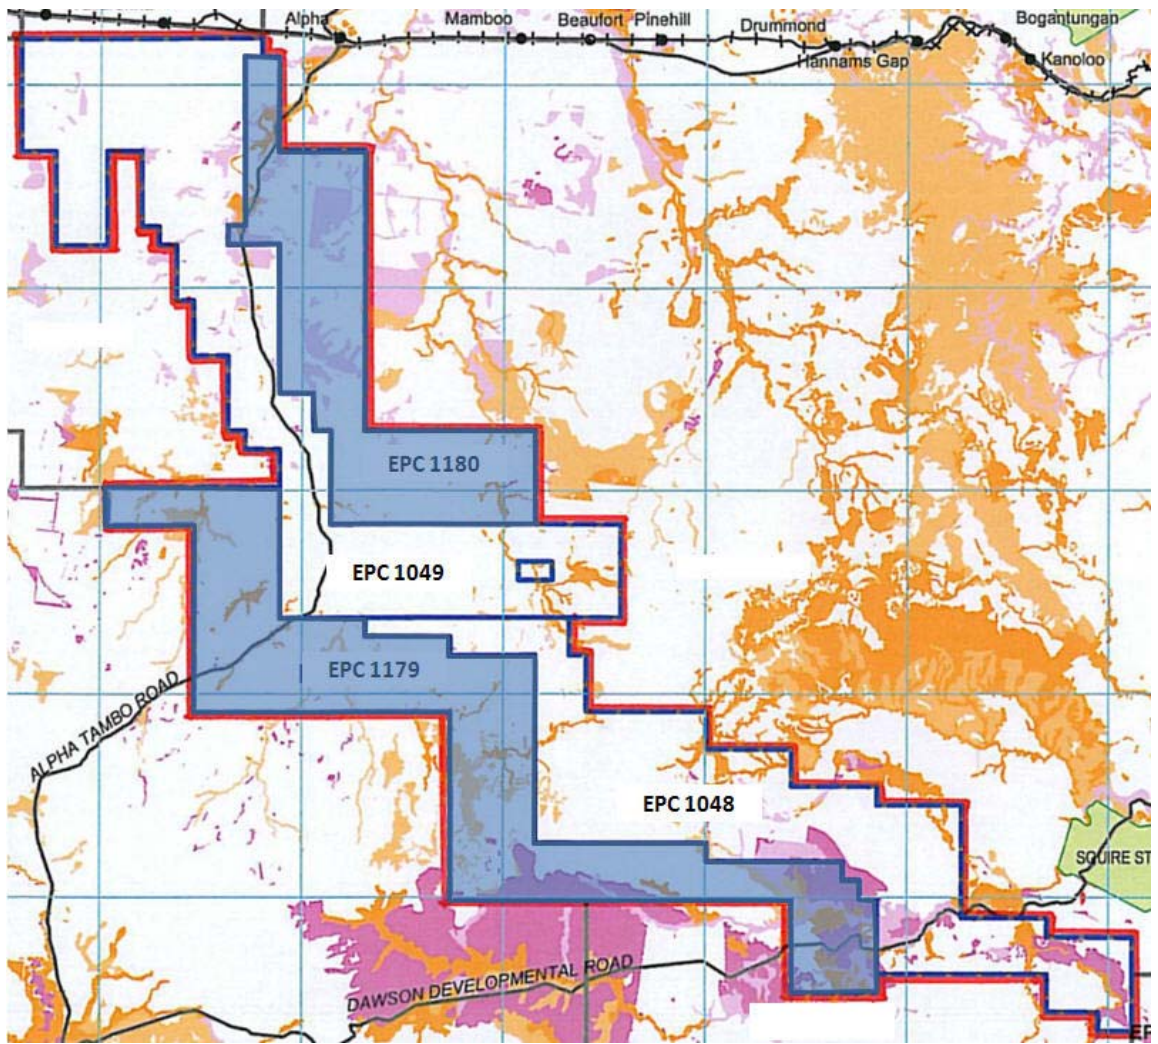 Alpha
Mamboo
Beaufort
Pinehill
Drummond
Bogantungan
Hannams Gap
Kanoloo
EPC 1180
EPC 1049
EPC 1179
ALPHA TAMBO ROAD
EPC 1048
SQUIRE ST
DAWSON DEVELOPMENTAL ROAD